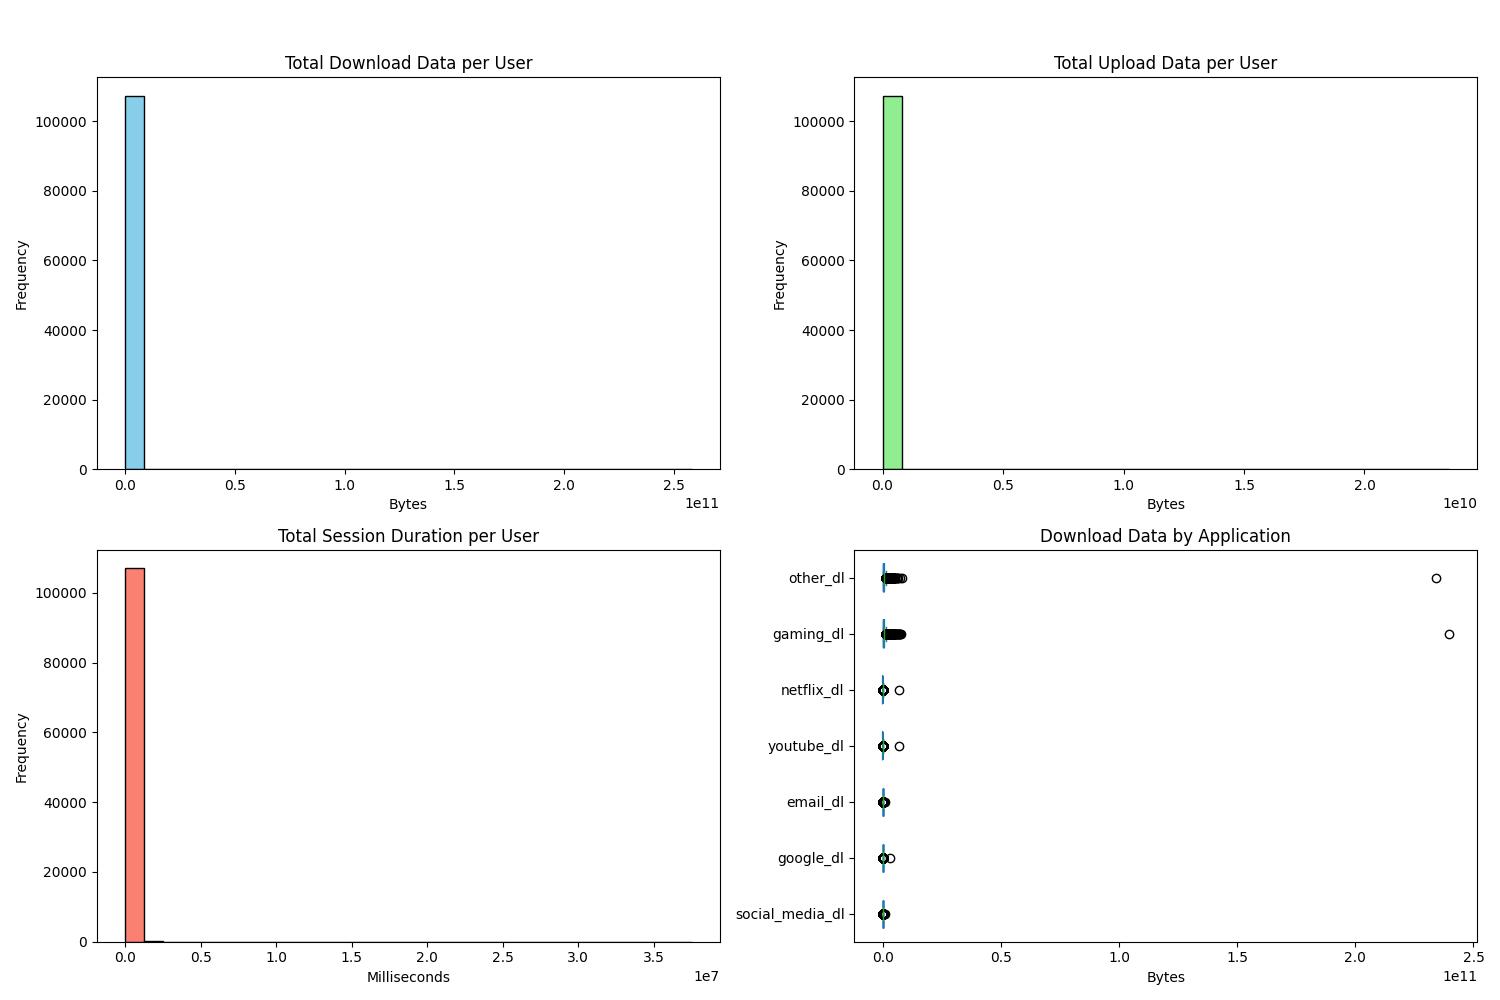 Total Download Data per User
Frequency
100000
80000
60000
40000
20000
0
0.0 0.5 1.0 1.5 2.0 2.5
Bytes
1e11
Total Upload Data per User
Frequency
100000
80000
60000
40000
20000
0
0.0 0.5 1.0 1.5 2.0
Bytes
1e10
Total Session Duration per User
Frequency
100000
80000
60000
40000
20000
0
0.0 0.5 1.0 1.5 2.0 2.5 3.0 3.5
Milliseconds
1e7
Download Data by Application
other_dl
gaming_dl
netflix_dl
youtube_dl
email_dl
google_dl
social_media_dl
0.0 0.5 1.0 1.5 2.0 2.5
Bytes
1e11